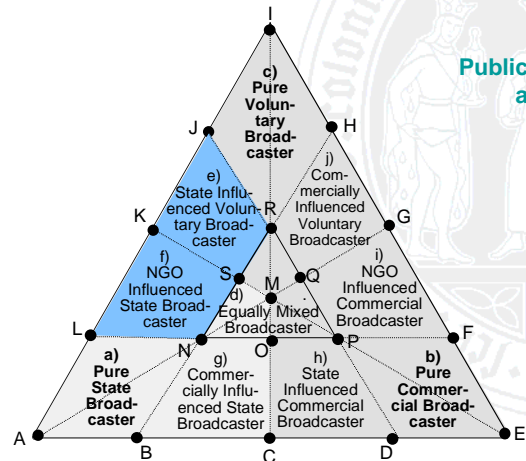 I
Public
a
c)
Pure
Volun-
tary
Broad-
caster
J
H
j)
Com-
mercially
Influenced
Voluntary
Broadcaster
e)
State Influ-
enced Volun-
tary Broad-
caster
R
K
G
f)
NGO
Influenced
State Broad-
caster
S
Q
i)
NGO
Influenced
Commercial
Broadcaster
M
d)
Equally Mixed
Broadcaster
L
N
O
P
F
a)
Pure
State
Broad-
caster
g)
Commer-
cially Influ-
enced State
Broadcaster
h)
State
Influenced
Commercial
Broadcaster
b)
Pure
Commer-
cial Broad-
caster
A
B
C
D
E